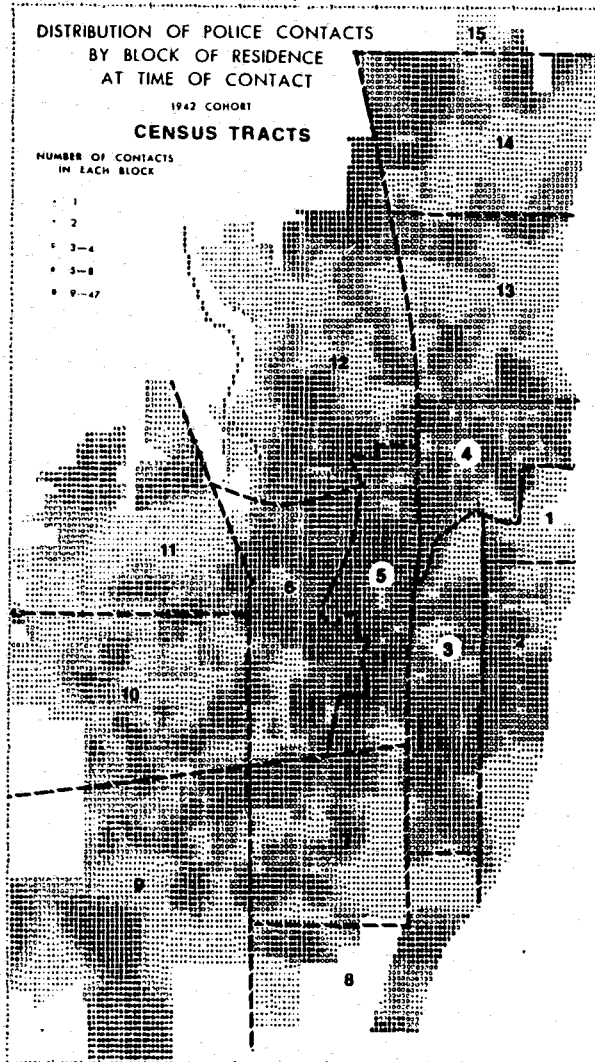 DISTRIBUTION OF POLICE CONTACTS
BY BLOCK OF RESIDENCE
AT TIME OF CONTACT
1942 COHORT
CENSUS TRACTS
NUMBER OF CONTACTS
IN EACH BLOCK
1
2
3-4
5-8
9-47
15
14
13
12
4
1
11
6
5
3
2
10
9
8